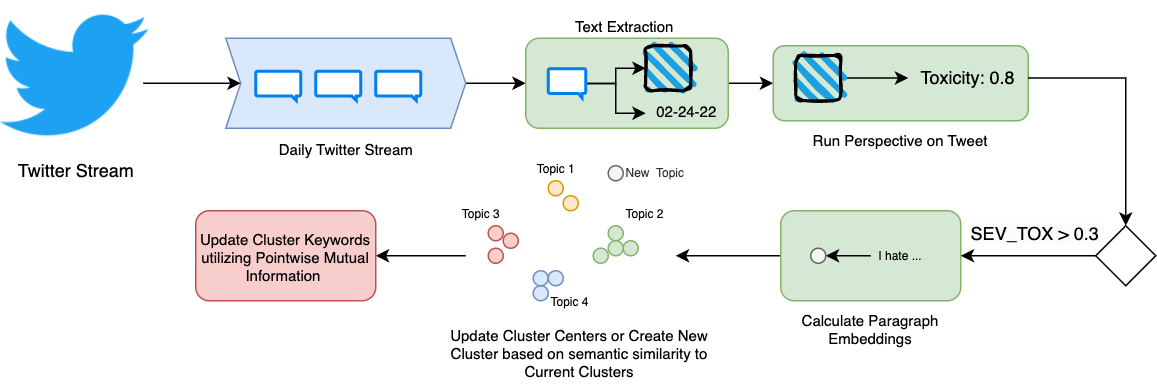 Twitter Stream
Daily Twitter Stream
Text Extraction
02-24-22
Toxicity: 0.8
Run Perspective on Tweet
SEV_TOX > 0.3
I hate ...
Calculate Paragraph
Embeddings
Topic 1
New Topic
Topic 2
Topic 3
Topic 4
Update Cluster Centers or Create New
Cluster based on semantic similarity to
Current Clusters
Update Cluster Keywords
utilizing Pointwise Mutual
Information